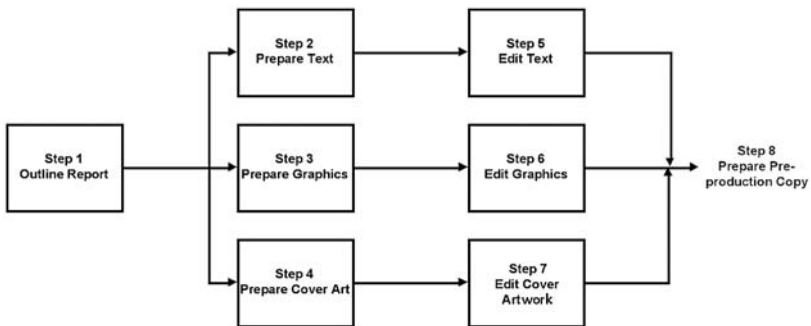 Step 1
Outline Report
Step 2
Prepare Text
Step 3
Prepare Graphics
Step 4
Prepare Cover Art
Step 5
Edit Text
Step 6
Edit Graphics
Step 7
Edit Cover
Artwork
Step 8
Prepare Pre-
production Copy